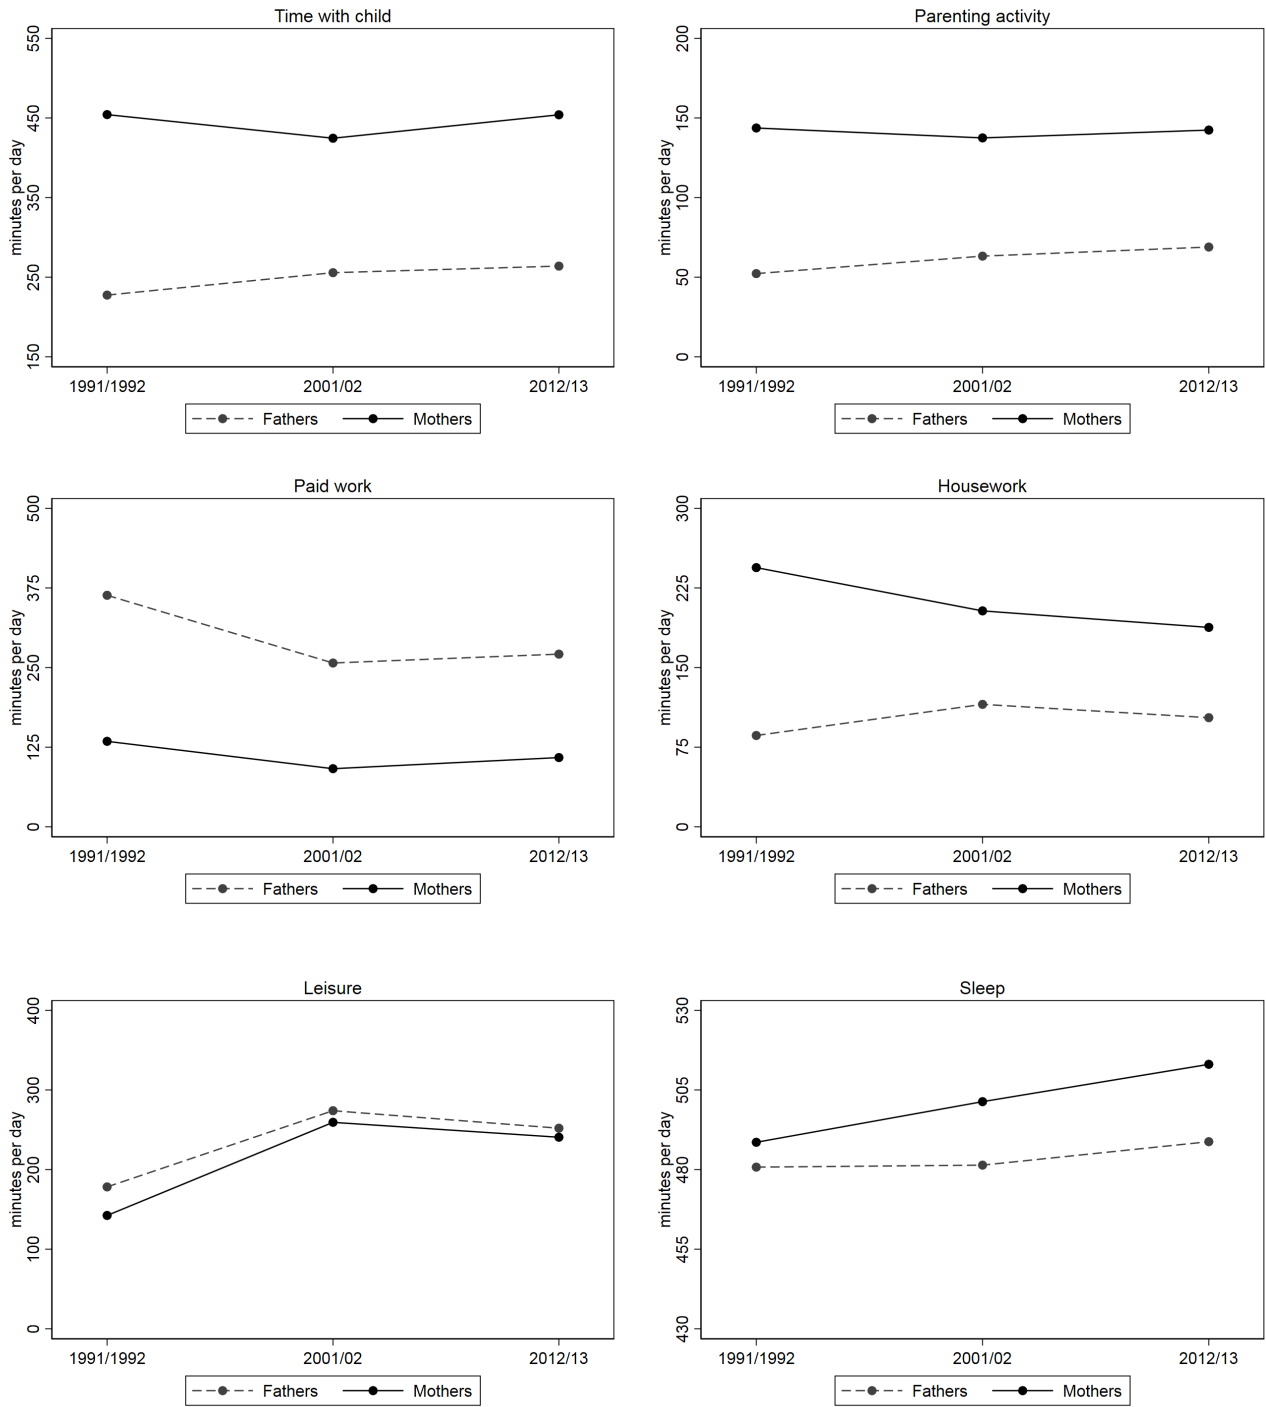 Time with child
minutes per day
550
450
350
250
150
1991/1992 2001/02 2012/13
Fathers Mothers
Parenting activity
minutes per day
200
150
100
50
0
1991/1992 2001/02 2012/13
Fathers Mothers
Paid work
minutes per day
500
375
250
125
0
1991/1992 2001/02 2012/13
Fathers Mothers
Housework
minutes per day
300
225
150
75
0
1991/1992 2001/02 2012/13
Fathers Mothers
Leisure
minutes per day
400
300
200
100
0
1991/1992 2001/02 2012/13
Fathers Mothers
Sleep
minutes per day
530
505
480
455
430
1991/1992 2001/02 2012/13
Fathers Mothers